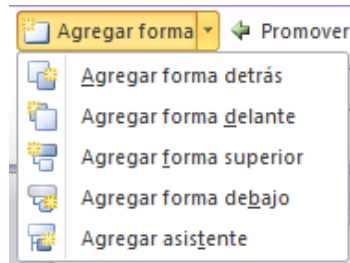 Agregar forma Promover
Agregar forma detrás
Agregar forma delante
Agregar forma superior
Agregar forma debajo
Agregar asistente